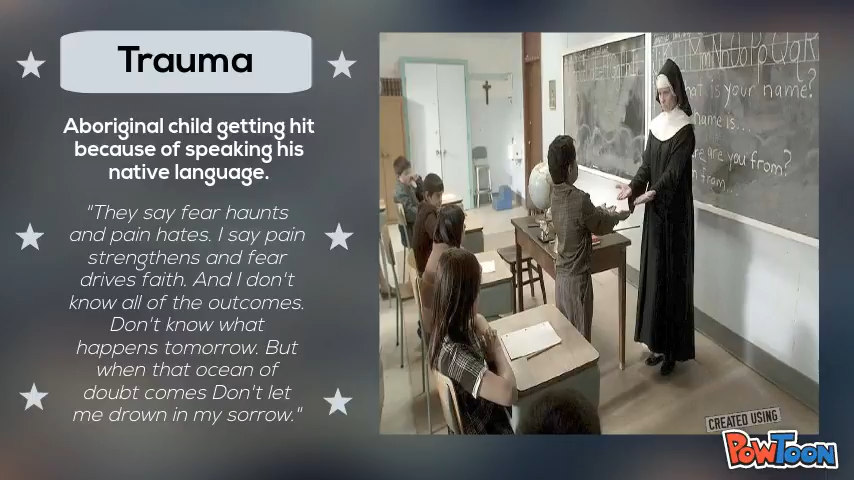 Trauma
Aboriginal child getting hit
because of speaking his
native language.
"They say fear haunts
and pain hates. I say pain
strengthens and fear
drives faith. And I don't
know all of the outcomes.
Don't know what
happens tomorrow. But
when that ocean of
doubt comes Don't let
me drown in my sorrow."
is your name?
name is...
are you from?
from...
CREATED USING
POWTOON